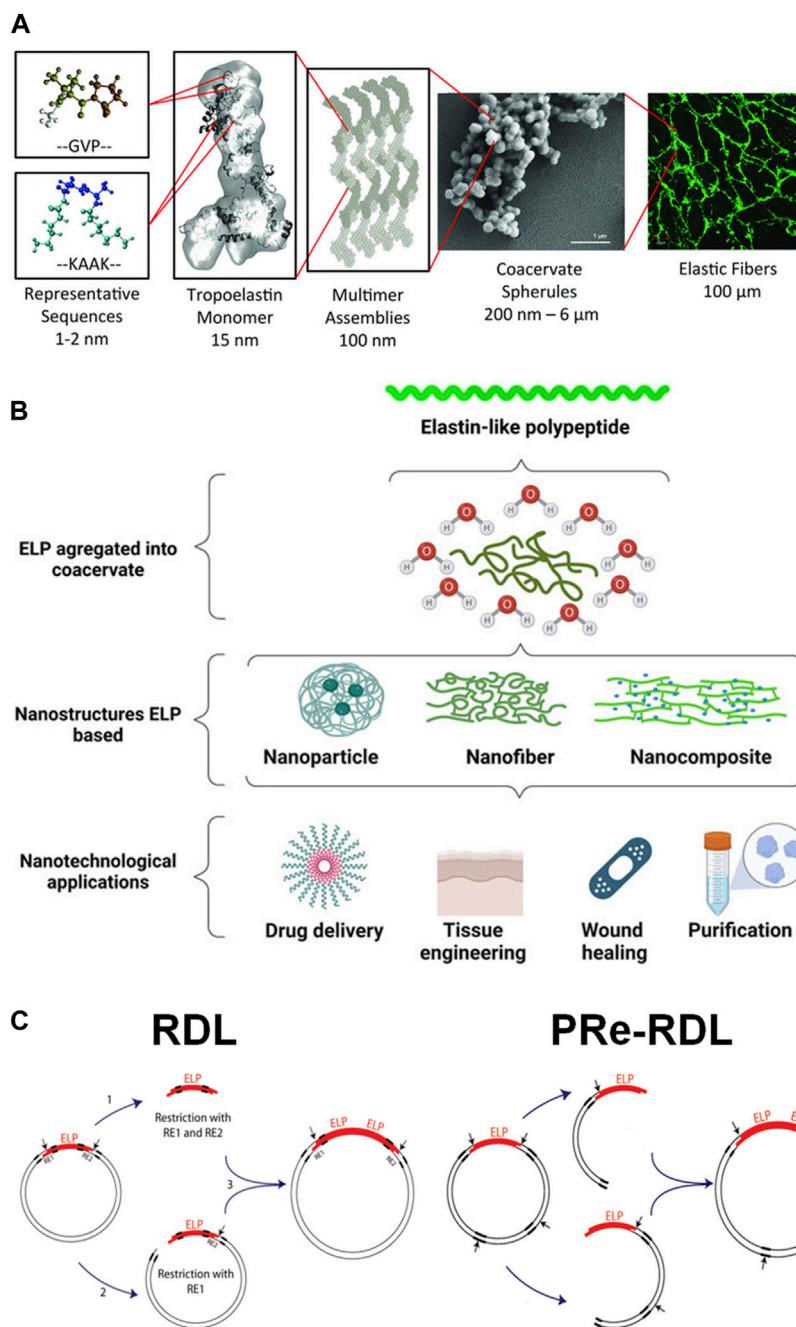 A
--GVP--
--KAAK--
1 μm
Representative
Sequences
1-2 nm
Tropoelastin
Monomer
15 nm
Multimer
Assemblies
100 nm
Coacervate
Spherules
200 nm – 6 μm
Elastic Fibers
100 μm
B
Elastin-like polypeptide
ELP agregated into
coacervate
O H H
O H H
O H H
O H H
O H H
O H H
O H H
O H H
O H H
Nanostructures ELP
based
Nanoparticle
Nanofiber
Nanocomposite
Nanotechnological
applications
Drug delivery
Tissue
engineering
Wound
healing
Purification
C
RDL
PRe-RDL
1
ELP
Restriction with
RE1 and RE2
ELP
RE1
RE2
3
ELP ELP
RE1
RE2
2
ELP
RE2
Restriction with
RE1
ELP
ELP
ELP
ELP